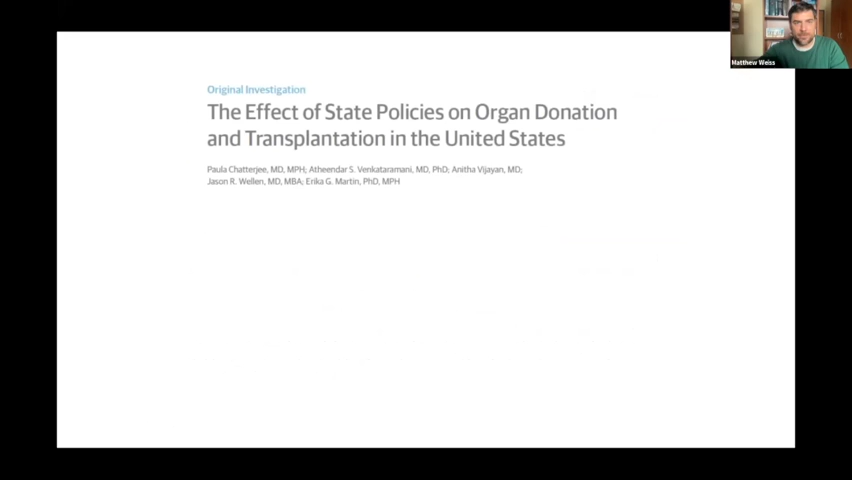 Matthew Weiss
Original Investigation
The Effect of State Policies on Organ Donation
and Transplantation in the United States
Paula Chatterjee, MD, MPH; Atheendar S. Venkataramani, MD, PhD; Anitha Vijayan, MD;
Jason R. Wellen, MD, MBA; Erika G. Martin, PhD, MPH